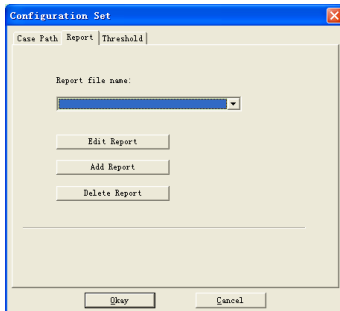 Configuration Set
Case Path Report Threshold
Report file name:
Edit Report
Add Report
Delete Report
Okay Cancel